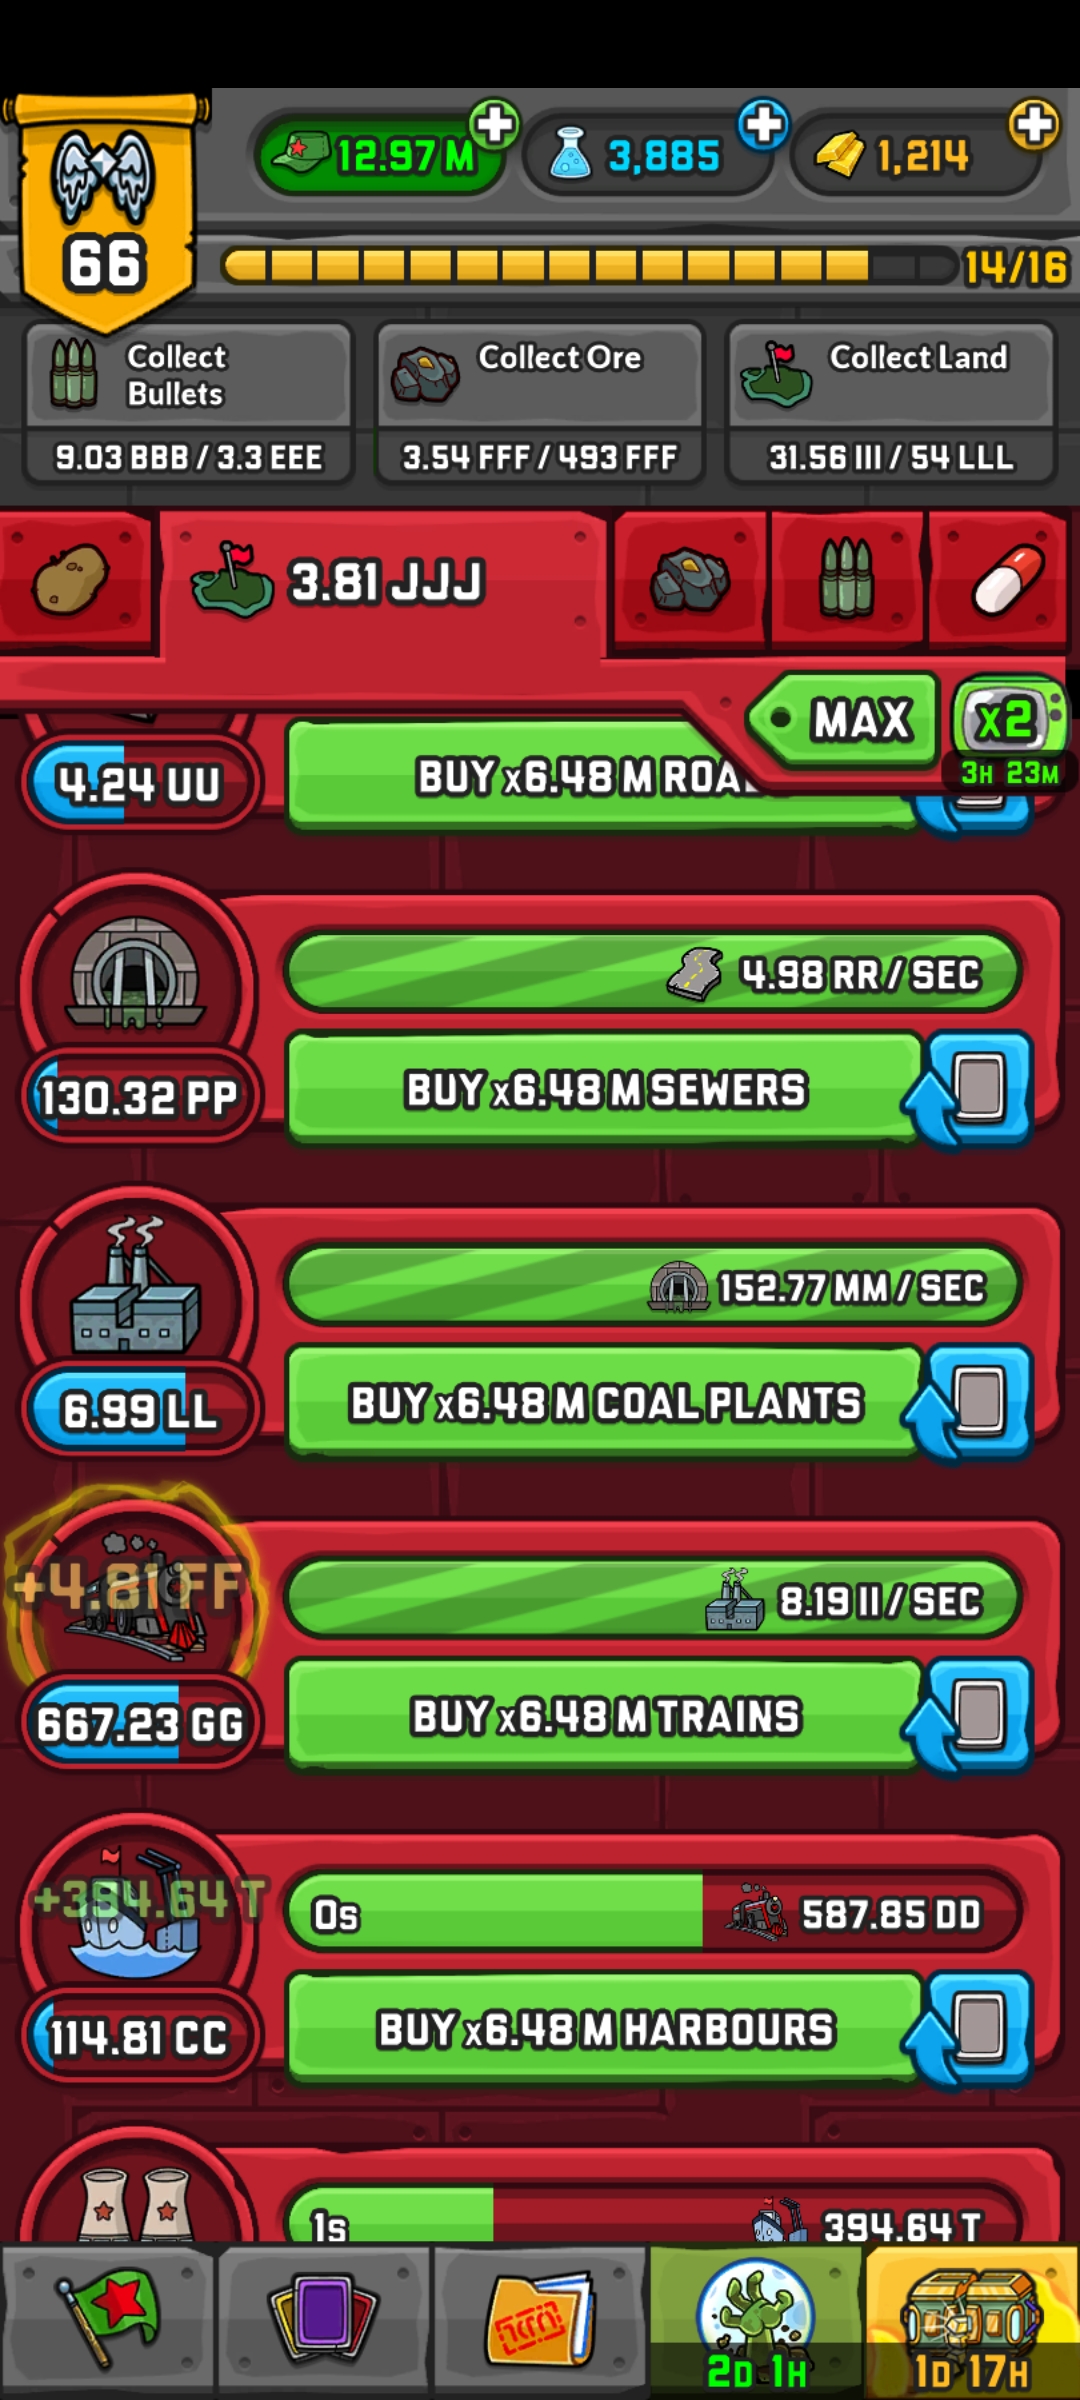 12.97 M
3,885
1,214
66
14/16
Collect Bullets
9.03 BBB / 3.3 EEE
Collect Ore
3.54 FFF / 493 FFF
Collect Land
31.56 III / 54 LLL
3.81 JJJ
MAX
x2
3H 23M
4.24 UU
BUY x6.48 M ROA
4.98 RR / SEC
130.32 PP
BUY x6.48 M SEWERS
152.77 MM / SEC
6.99 LL
BUY x6.48 M COAL PLANTS
+4.81 FF
8.19 II / SEC
667.23 GG
BUY x6.48 M TRAINS
+394.64 T
0s
587.85 DD
114.81 CC
BUY x6.48 M HARBOURS
1s
394.64 T
2D 1H
1D 17H